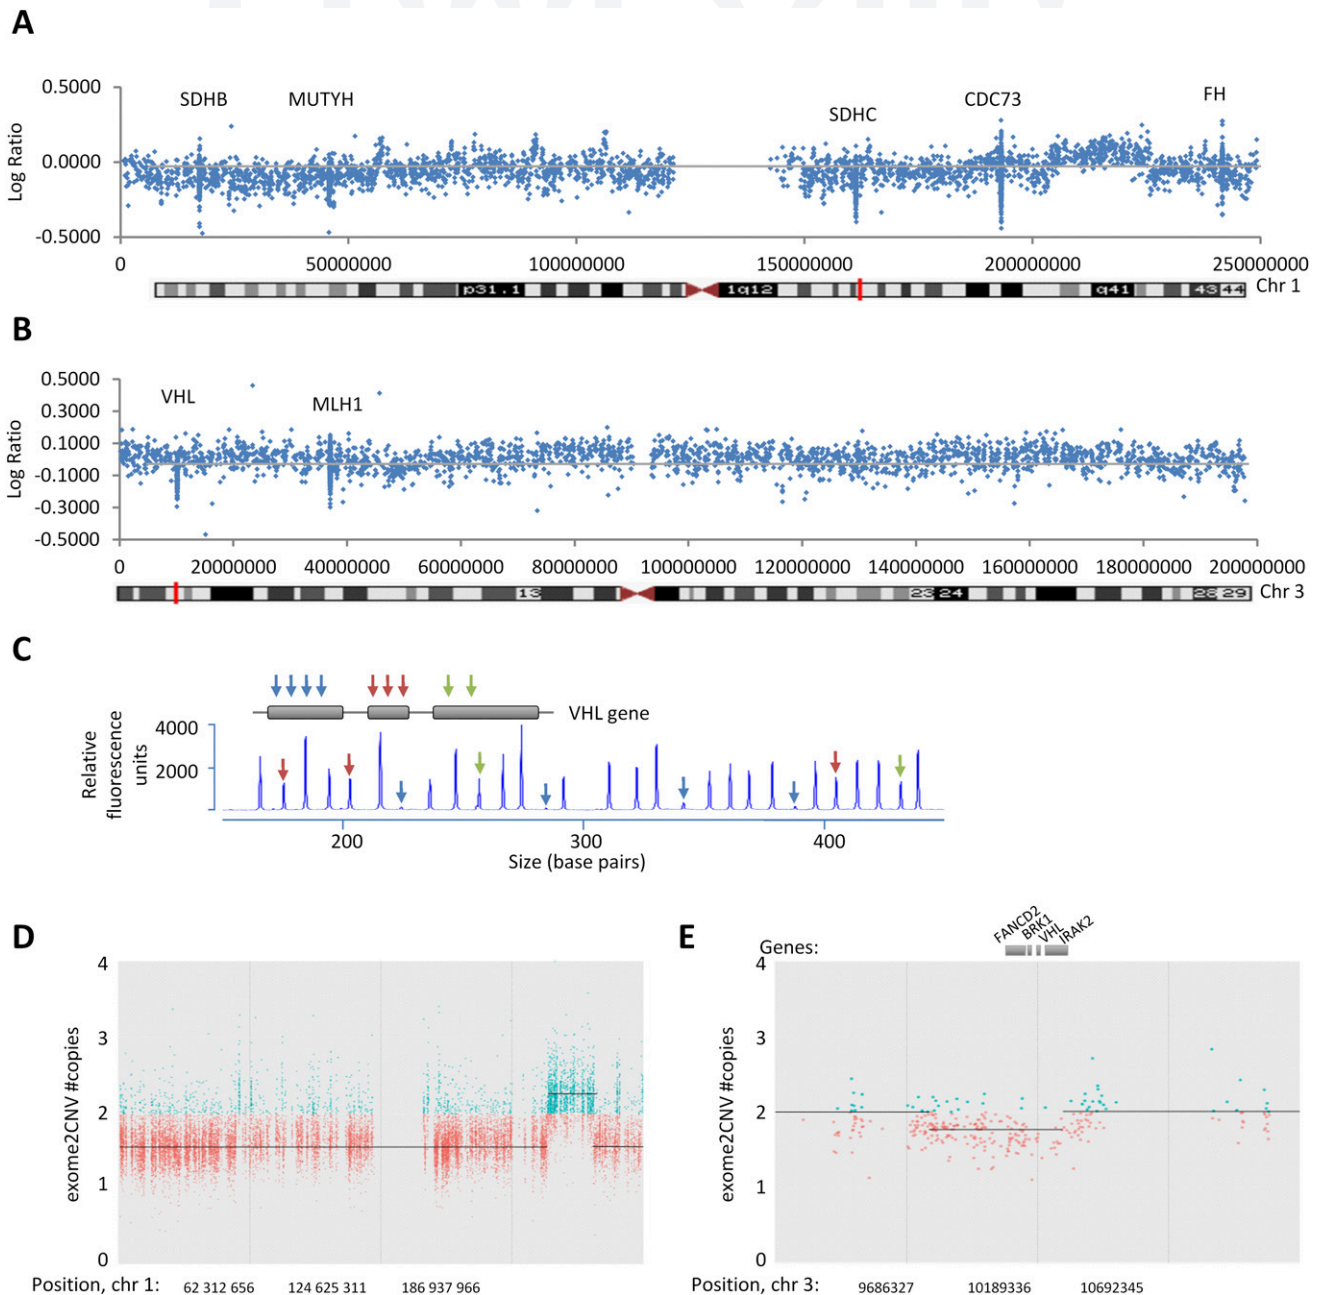 A
0.5000
SDHB MUTYH SDHC CDC73 FH
Log Ratio
0.0000
-0.5000
0 50000000 100000000 150000000 200000000 250000000
p31.1 1q12 q41 43 44 Chr 1
B
0.5000
VHL MLH1
0.3000
Log Ratio
0.1000
-0.1000
-0.3000
-0.5000
0 20000000 40000000 60000000 80000000 100000000 120000000 140000000 160000000 180000000 200000000
13 23 24 28 29 Chr 3
C
VHL gene
Relative
fluorescence
units
4000
2000
200 300 400
Size (base pairs)
D
exome2CNV #copies
4
3
2
1
0
Position, chr 1: 62 312 656 124 625 311 186 937 966
E
Genes: FANCD2 BRK1 VHL IRAK2
exome2CNV #copies
4
3
2
1
0
Position, chr 3: 9686327 10189336 10692345